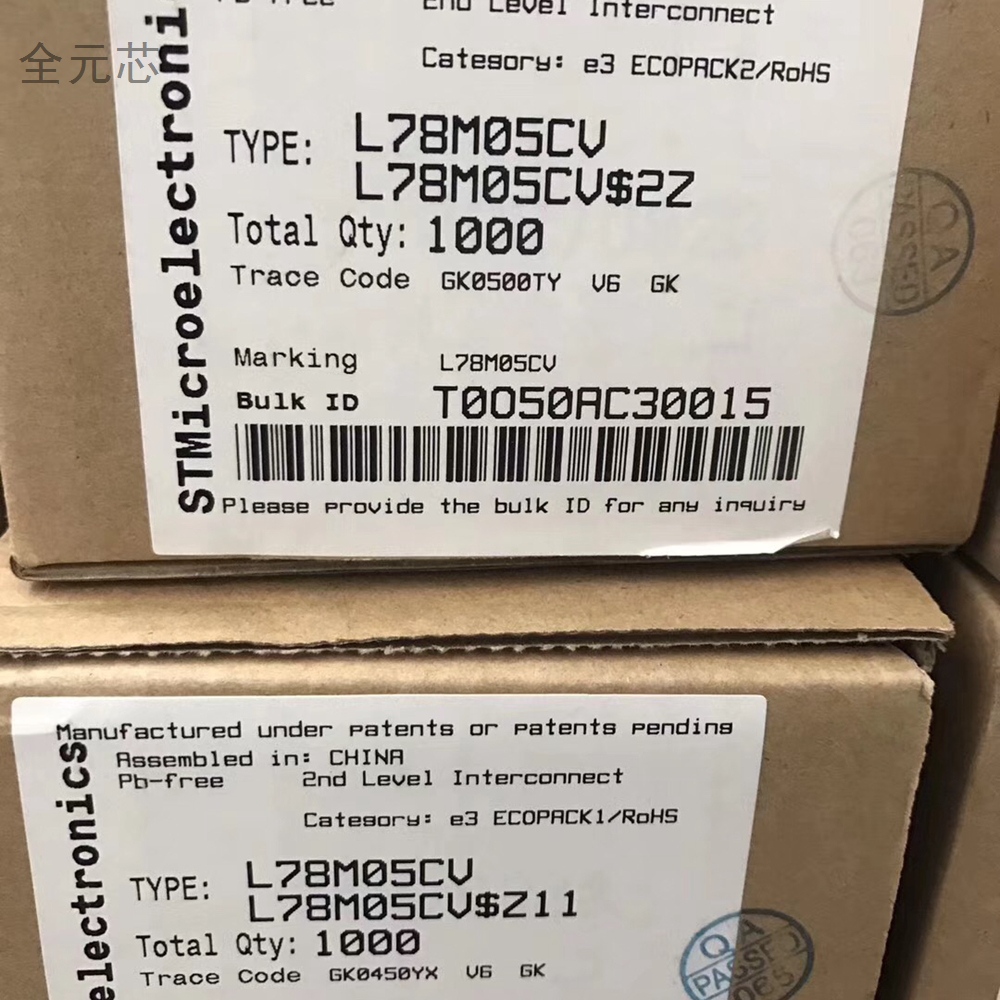 全元芯
Pb-free 2nd Level Interconnect
Category: e3 ECOPACK2/RoHS
TYPE: L78M05CV
L78M05CV$2Z
Total Qty: 1000
Trace Code GK0500TY V6 GK
Marking L78M05CV
Bulk ID T0050AC30015
Please provide the bulk ID for any inquiry
STMicroelectroni
QA
PASSED
Manufactured under patents or patents pending
Assembled in: CHINA
Pb-free 2nd Level Interconnect
Category: e3 ECOPACK1/RoHS
TYPE: L78M05CV
L78M05CV$Z11
Total Qty: 1000
Trace Code GK0450YX V6 GK
electronics
QA
PASSED